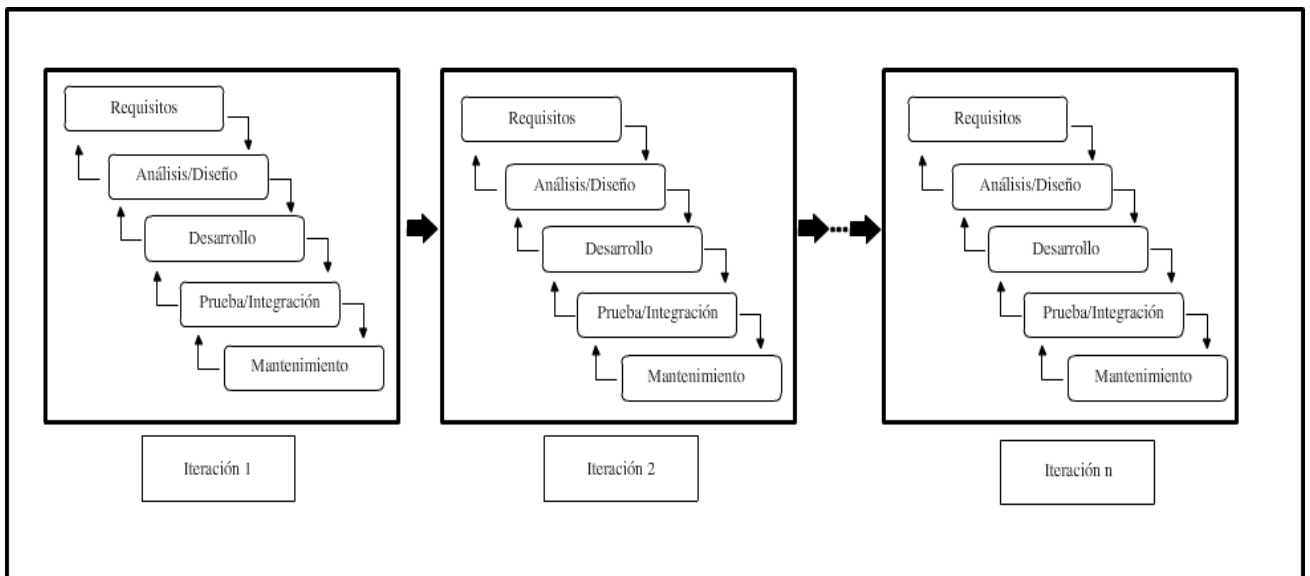 Requisitos
Análisis/Diseño
Desarrollo
Prueba/Integración
Mantenimiento
Iteración 1
Requisitos
Análisis/Diseño
Desarrollo
Prueba/Integración
Mantenimiento
Iteración 2
Requisitos
Análisis/Diseño
Desarrollo
Prueba/Integración
Mantenimiento
Iteración n